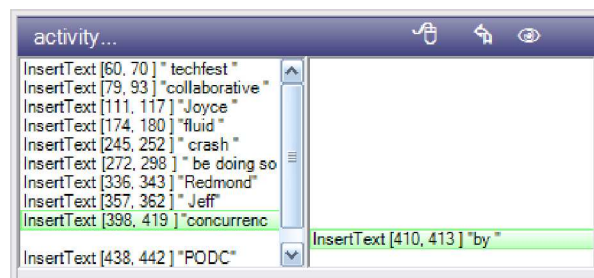 activity...
InsertText [60, 70 ] " techfest "
InsertText [79, 93 ] "collaborative "
InsertText [111, 117 ] "Joyce "
InsertText [174, 180 ] "fluid "
InsertText [245, 252 ] " crash "
InsertText [272, 298 ] " be doing so
InsertText [336, 343 ] "Redmond"
InsertText [357, 362 ] " Jeff"
InsertText [398, 419 ] "concurrenc
InsertText [410, 413 ] "by "
InsertText [438, 442 ] "PODC"